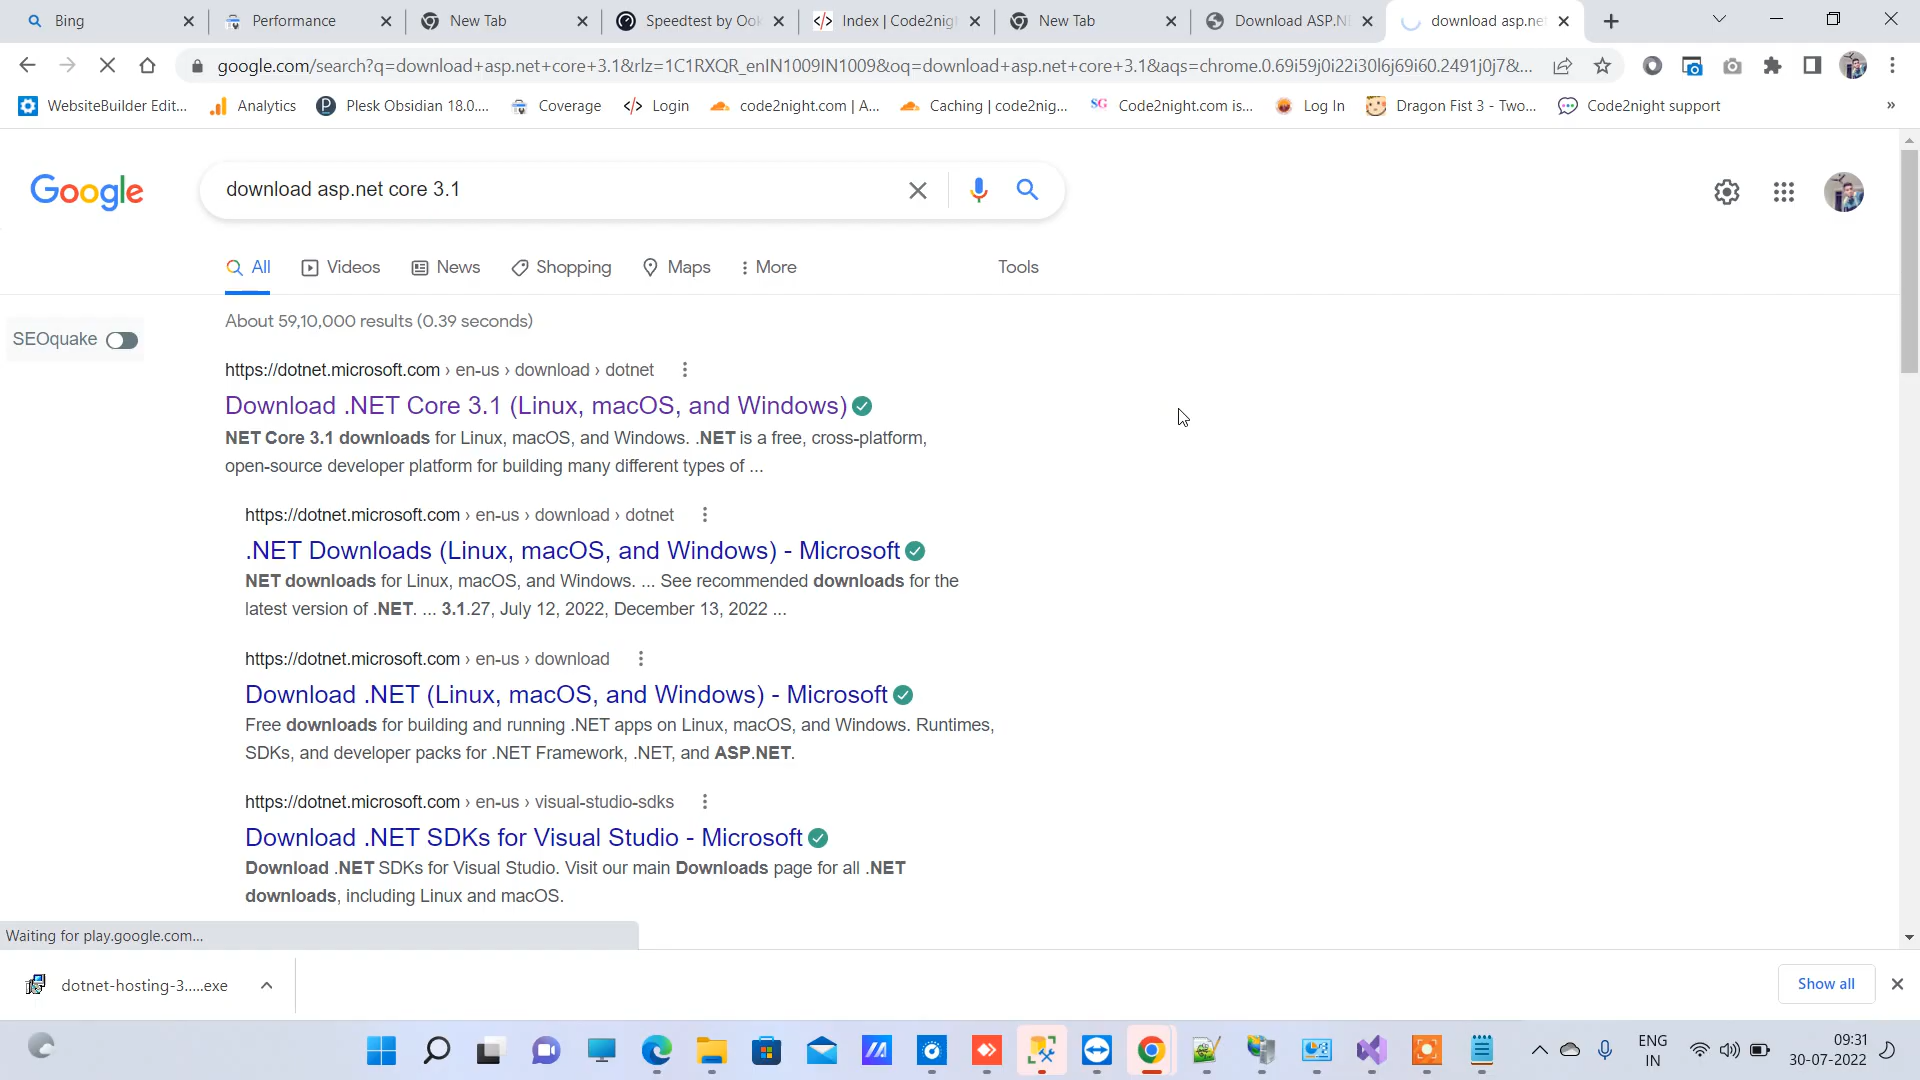 Bing
Performance
New Tab
Speedtest by Ook
Index | Code2nig
New Tab
Download ASP.NE
download asp.net
google.com/search?q=download+asp.net+core+3.1&rlz=1C1RXQR_enIN1009IN1009&oq=download+asp.net+core+3.1&aqs=chrome.0.69i59j0i22i30l6j69i60.2491j0j7&...
WebsiteBuilder Edit...
Analytics
Plesk Obsidian 18.0....
Coverage
Login
code2night.com | A...
Caching | code2nig...
SG Code2night.com is...
Log In
Dragon Fist 3 - Two...
Code2night support
»
Google
download asp.net core 3.1
All
Videos
News
Shopping
Maps
More
Tools
About 59,10,000 results (0.39 seconds)
SEOquake
https://dotnet.microsoft.com › en-us › download › dotnet
Download .NET Core 3.1 (Linux, macOS, and Windows)
NET Core 3.1 downloads for Linux, macOS, and Windows. .NET is a free, cross-platform,
open-source developer platform for building many different types of ...
https://dotnet.microsoft.com › en-us › download › dotnet
.NET Downloads (Linux, macOS, and Windows) - Microsoft
NET downloads for Linux, macOS, and Windows. ... See recommended downloads for the
latest version of .NET. ... 3.1.27, July 12, 2022, December 13, 2022 ...
https://dotnet.microsoft.com › en-us › download
Download .NET (Linux, macOS, and Windows) - Microsoft
Free downloads for building and running .NET apps on Linux, macOS, and Windows. Runtimes,
SDKs, and developer packs for .NET Framework, .NET, and ASP.NET.
https://dotnet.microsoft.com › en-us › visual-studio-sdks
Download .NET SDKs for Visual Studio - Microsoft
Download .NET SDKs for Visual Studio. Visit our main Downloads page for all .NET
downloads, including Linux and macOS.
Waiting for play.google.com...
dotnet-hosting-3.....exe
Show all
ENG
IN
09:31
30-07-2022